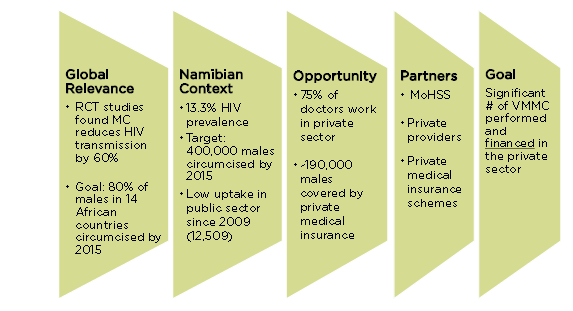 Global
Relevance
• RCT studies
found MC
reduces HIV
transmission
by 60%
• Goal: 80% of
males in 14
African
countries
circumcised by
2015
Namibian
Context
• 13.3% HIV
prevalence
• Target:
400,000 males
circumcised by
2015
• Low uptake in
public sector
since 2009
(12,509)
Opportunity
• 75% of
doctors work
in private
sector
• ~190,000
males
covered by
private
medical
insurance
Partners
• MoHSS
• Private
providers
• Private
medical
insurance
schemes
Goal
Significant
# of VMMC
performed
and
financed in
the private
sector